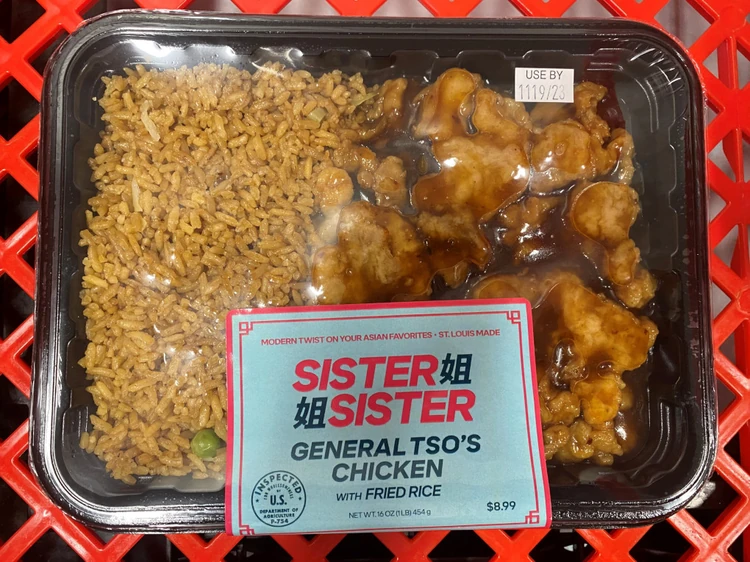 USE BY
1119/23
MODERN TWIST ON YOUR ASIAN FAVORITES • ST. LOUIS MADE
SISTER姐
姐SISTER
GENERAL TSO'S
CHICKEN
WITH FRIED RICE
NET WT. 16 OZ (1 LB) 454 g
$8.99
INSPECTED
U.S.
DEPARTMENT OF
AGRICULTURE
P-754